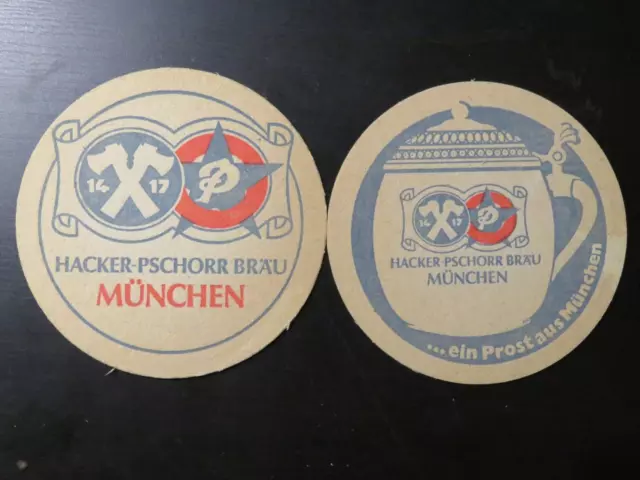 14 17
P
HACKER-PSCHORR BRÄU
MÜNCHEN
14 17
P
HACKER-PSCHORR BRÄU
MÜNCHEN
...ein Prost aus München